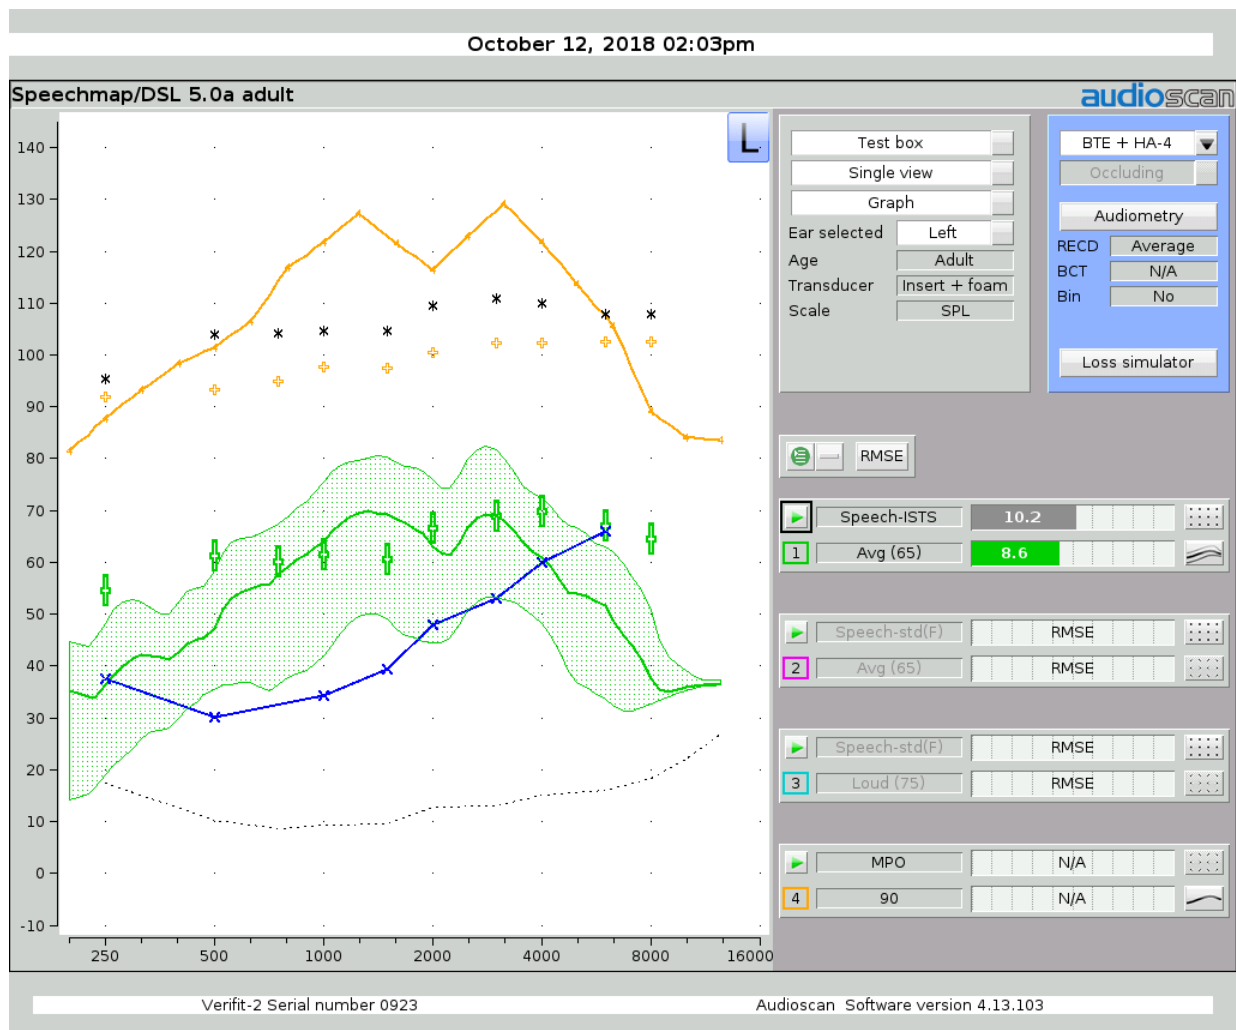 October 12, 2018 02:03pm
Speechmap/DSL 5.0a adult
audioscan
L
140
130
120
110
100
90
80
70
60
50
40
30
20
10
0
-10
250 500 1000 2000 4000 8000 16000
Test box
Single view
Graph
Ear selected Left
Age Adult
Transducer Insert + foam
Scale SPL
BTE + HA-4
Occluding
Audiometry
RECD Average
BCT N/A
Bin No
Loss simulator
RMSE
Speech-ISTS 10.2
1 Avg (65) 8.6
Speech-std(F) RMSE
2 Avg (65) RMSE
Speech-std(F) RMSE
3 Loud (75) RMSE
MPO N/A
4 90 N/A
Verifit-2 Serial number 0923
Audioscan Software version 4.13.103